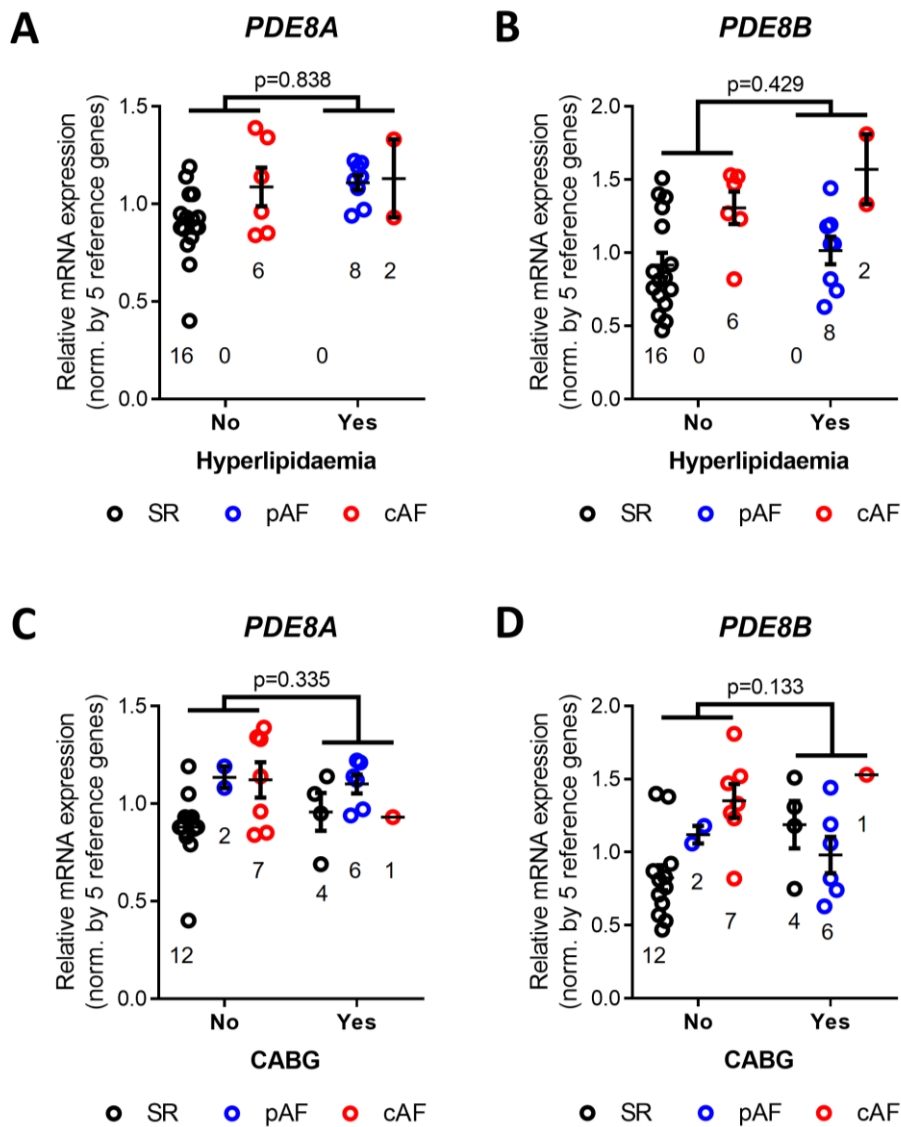 A
PDE8A
p=0.838
Relative mRNA expression
(norm. by 5 reference genes)
1.5
1.0
0.5
0.0
16
0
6
0
8
2
No
Yes
Hyperlipidaemia
SR
pAF
cAF
B
PDE8B
p=0.429
Relative mRNA expression
(norm. by 5 reference genes)
2.0
1.5
1.0
0.5
0.0
16
0
6
0
8
2
No
Yes
Hyperlipidaemia
SR
pAF
cAF
C
PDE8A
p=0.335
Relative mRNA expression
(norm. by 5 reference genes)
1.5
1.0
0.5
0.0
12
2
7
4
6
1
No
Yes
CABG
SR
pAF
cAF
D
PDE8B
p=0.133
Relative mRNA expression
(norm. by 5 reference genes)
2.0
1.5
1.0
0.5
0.0
12
2
7
4
6
1
No
Yes
CABG
SR
pAF
cAF